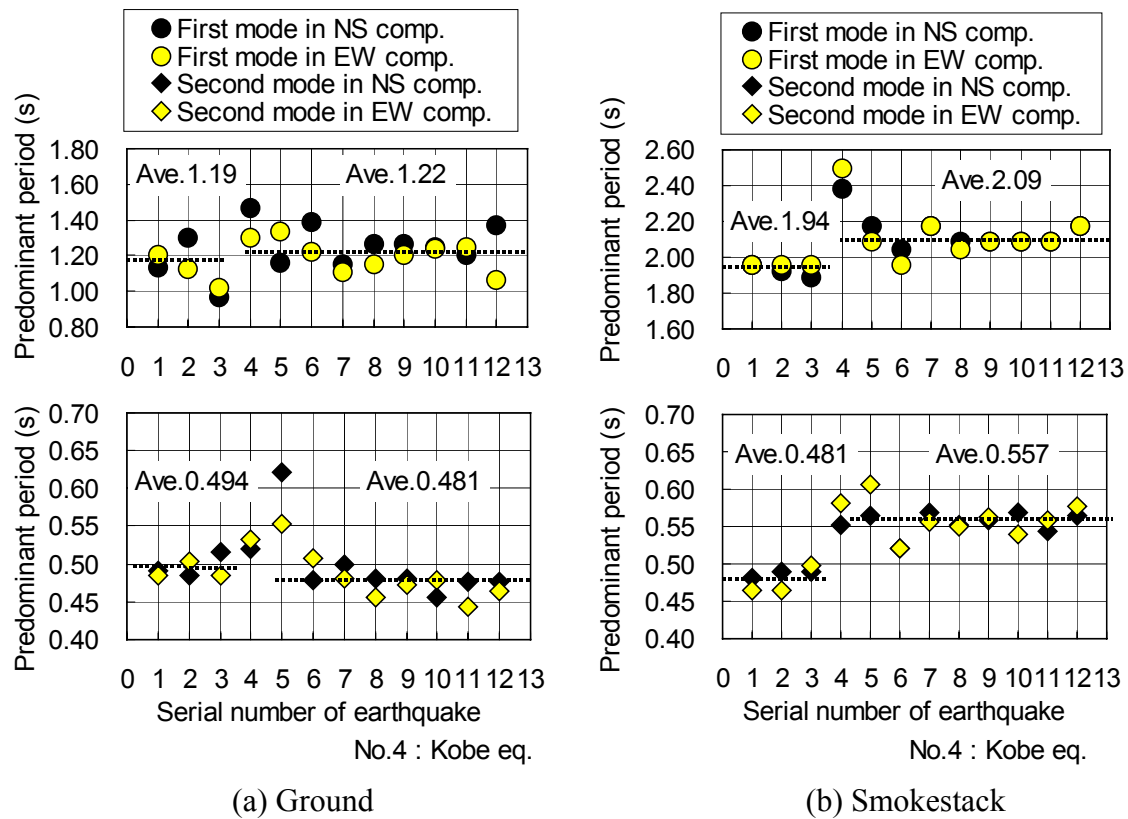 First mode in NS comp.
First mode in EW comp.
Second mode in NS comp.
Second mode in EW comp.
Predominant period (s)
1.80
1.60
1.40
1.20
1.00
0.80
Ave.1.19
Ave.1.22
0 1 2 3 4 5 6 7 8 9 10 11 12 13
Predominant period (s)
0.70
0.65
0.60
0.55
0.50
0.45
0.40
Ave.0.494
Ave.0.481
0 1 2 3 4 5 6 7 8 9 10 11 12 13
Serial number of earthquake
No.4 : Kobe eq.
(a) Ground
First mode in NS comp.
First mode in EW comp.
Second mode in NS comp.
Second mode in EW comp.
Predominant period (s)
2.60
2.40
2.20
2.00
1.80
1.60
Ave.1.94
Ave.2.09
0 1 2 3 4 5 6 7 8 9 10 11 12 13
Predominant period (s)
0.70
0.65
0.60
0.55
0.50
0.45
0.40
Ave.0.481
Ave.0.557
0 1 2 3 4 5 6 7 8 9 10 11 12 13
Serial number of earthquake
No.4 : Kobe eq.
(b) Smokestack